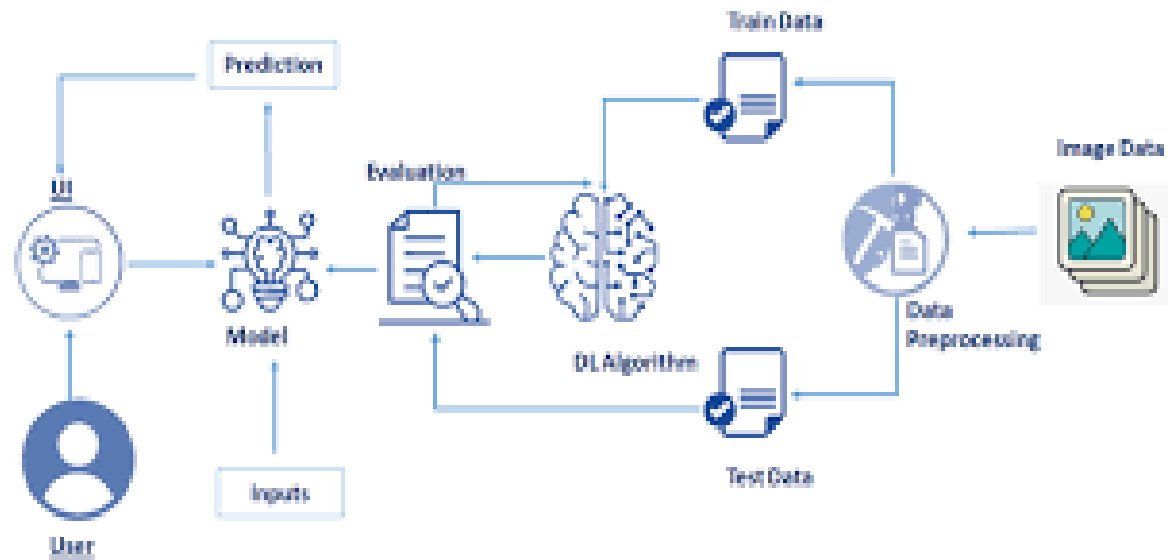 Train Data
Prediction
Image Data
Evaluation
UI
Data
Preprocessing
Model
DL Algorithm
Test Data
Inputs
User